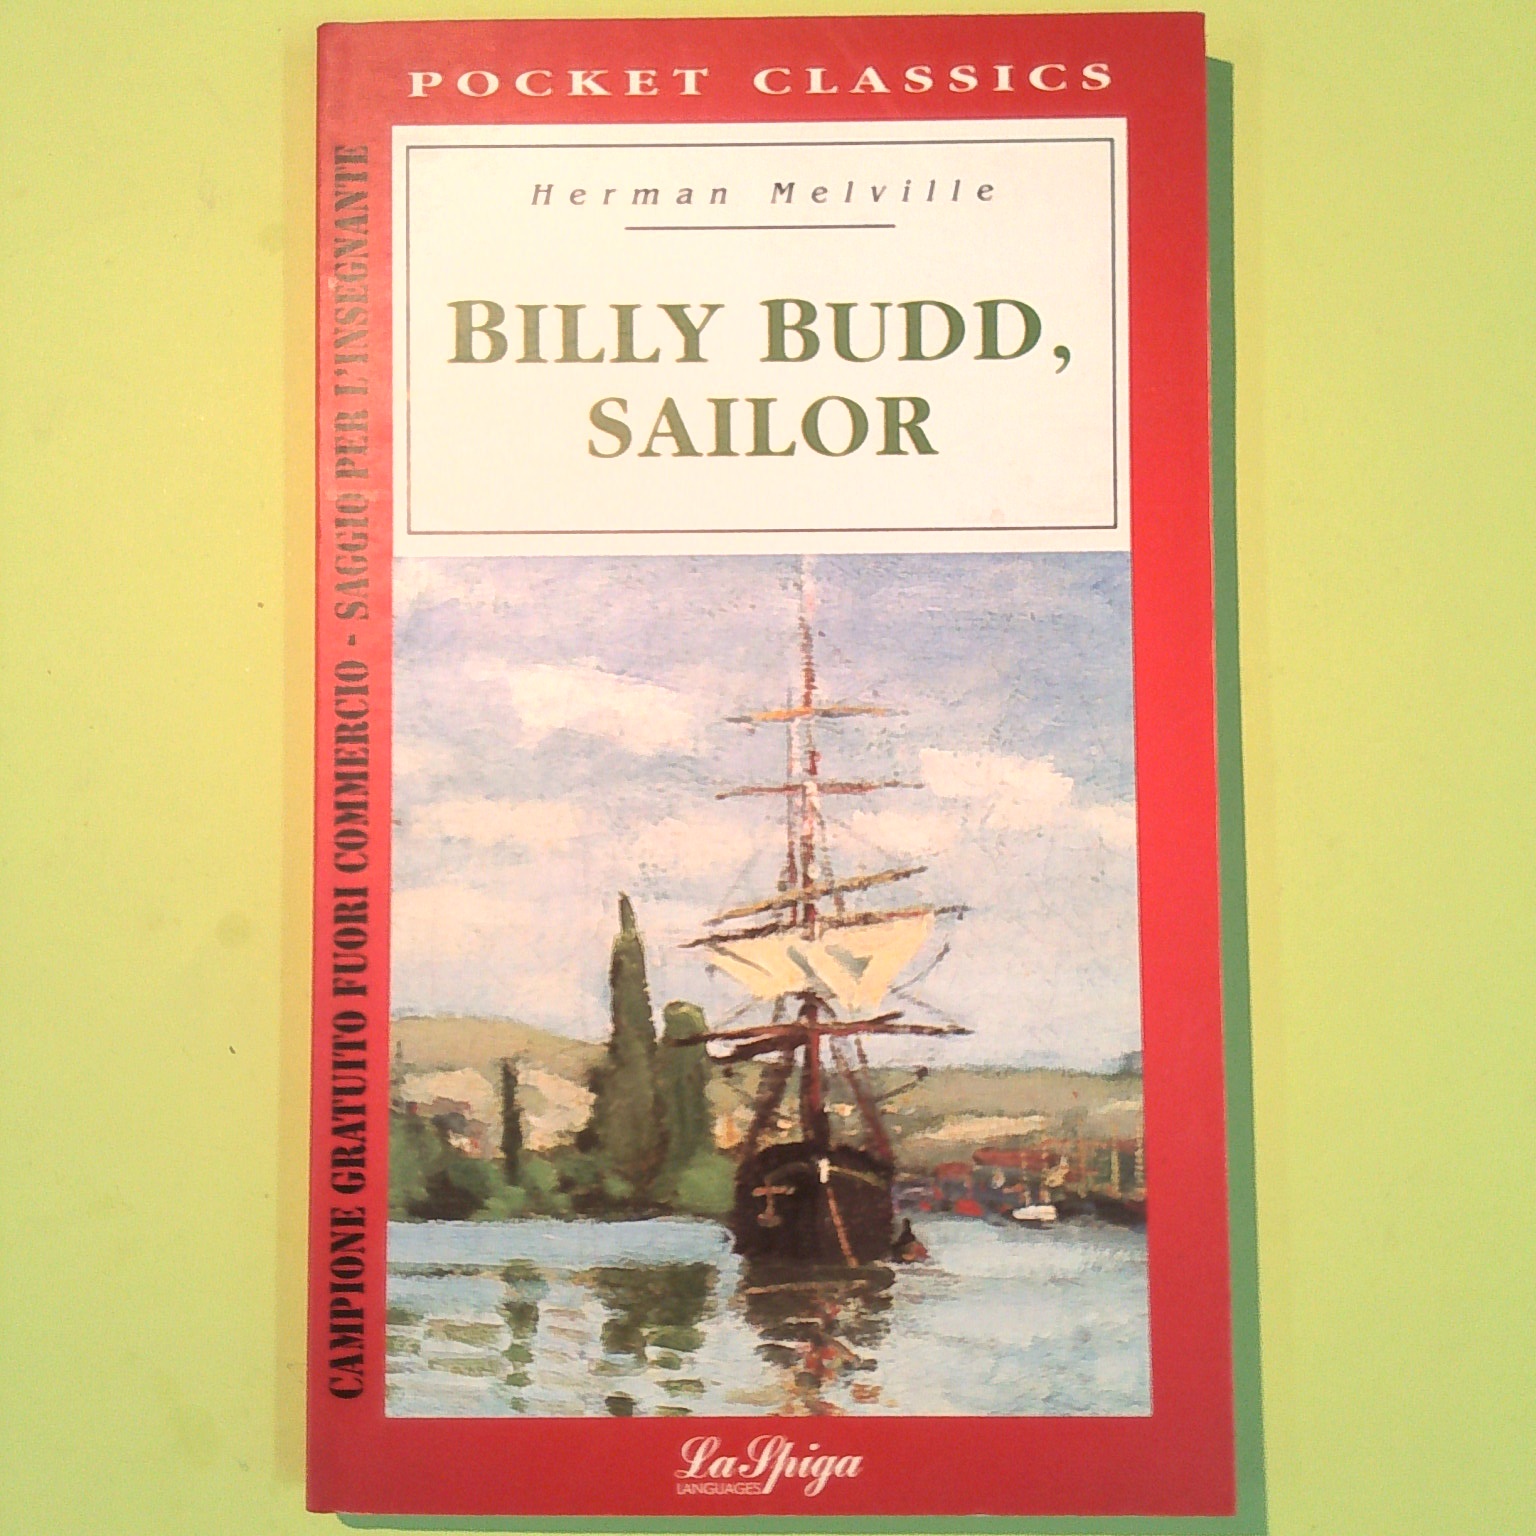 POCKET CLASSICS
Herman Melville
BILLY BUDD,
SAILOR
CAMPIONE GRATUITO FUORI COMMERCIO - SAGGIO PER L'INSEGNANTE
La Spiga
LANGUAGES